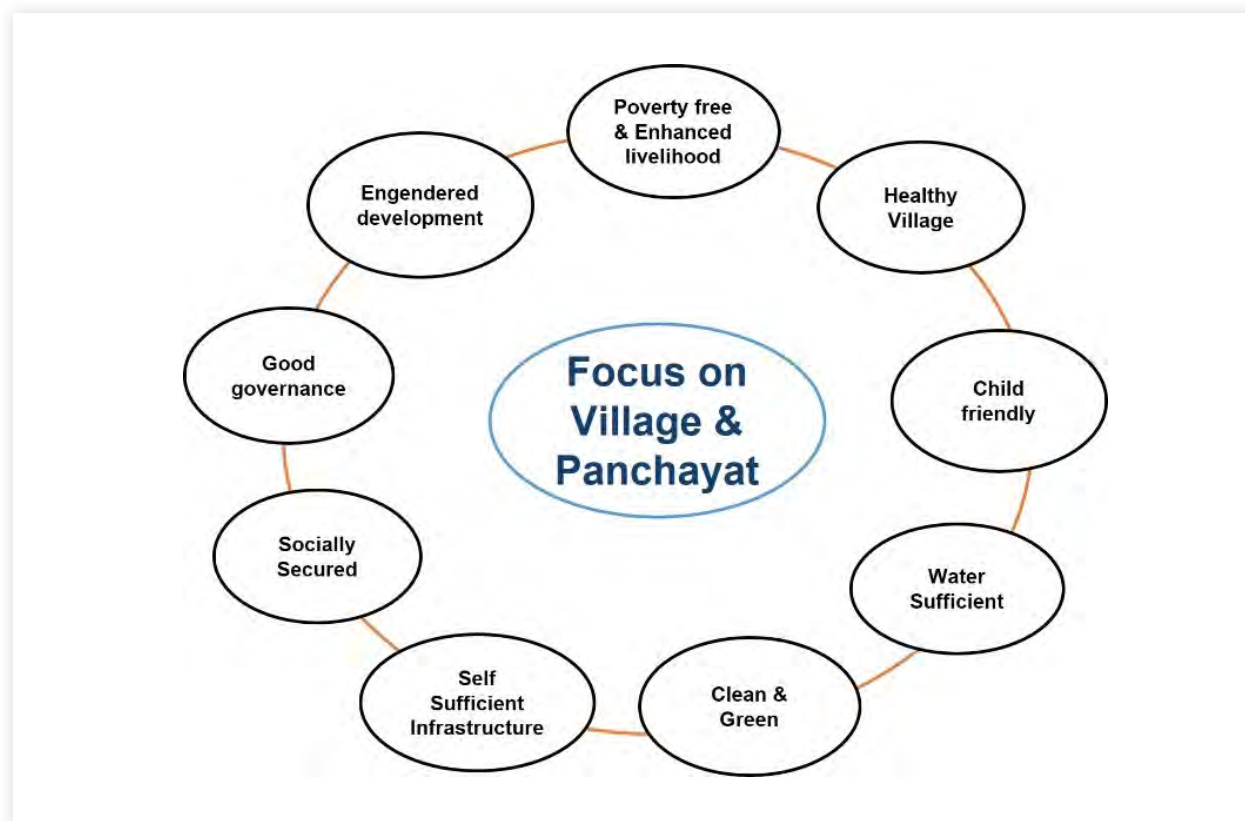 Poverty free
& Enhanced
livelihood
Healthy
Village
Child
friendly
Water
Sufficient
Clean &
Green
Self
Sufficient
Infrastructure
Socially
Secured
Good
governance
Engendered
development
Focus on
Village &
Panchayat